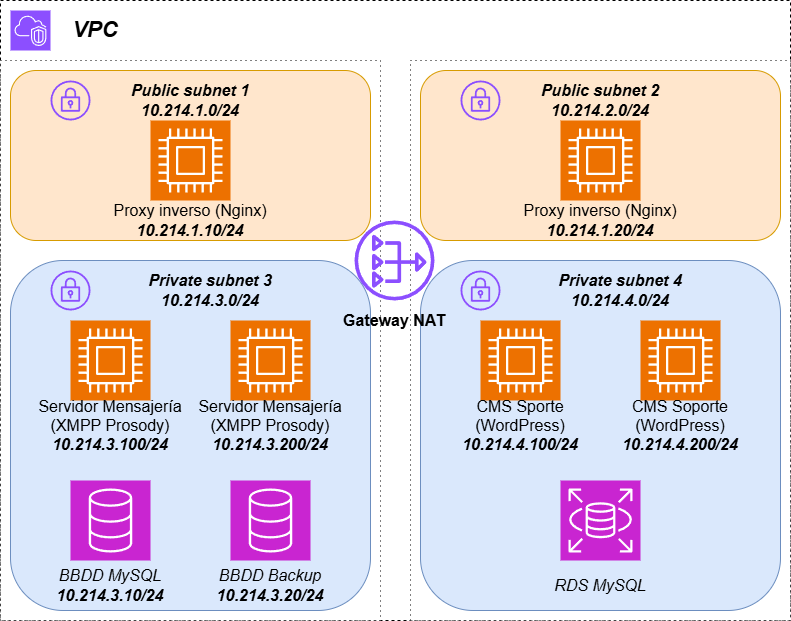 VPC
Public subnet 1
10.214.1.0/24
Proxy inverso (Nginx)
10.214.1.10/24
Public subnet 2
10.214.2.0/24
Proxy inverso (Nginx)
10.214.1.20/24
Gateway NAT
Private subnet 3
10.214.3.0/24
Servidor Mensajería
(XMPP Prosody)
10.214.3.100/24
Servidor Mensajería
(XMPP Prosody)
10.214.3.200/24
BBDD MySQL
10.214.3.10/24
BBDD Backup
10.214.3.20/24
Private subnet 4
10.214.4.0/24
CMS Sporte
(WordPress)
10.214.4.100/24
CMS Soporte
(WordPress)
10.214.4.200/24
RDS MySQL